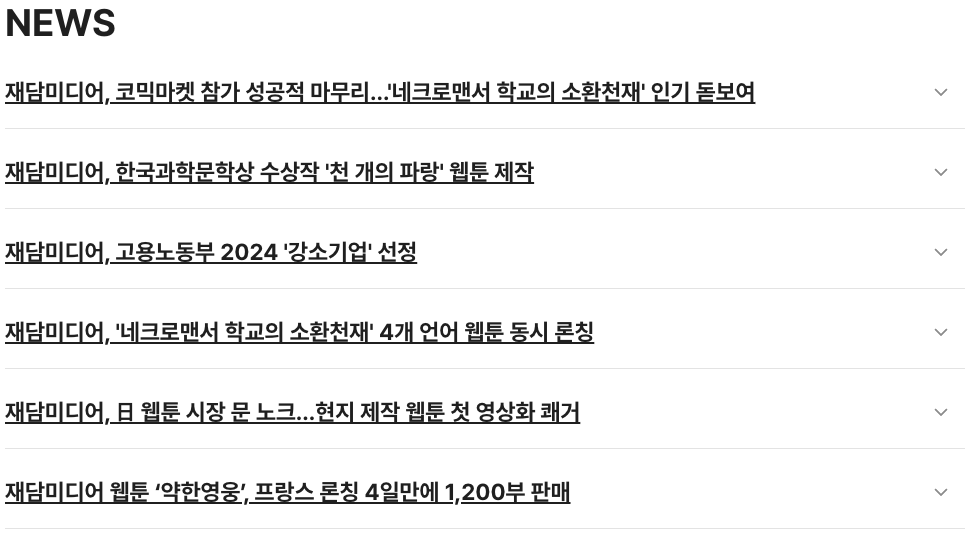 NEWS
재담미디어, 코믹마켓 참가 성공적 마무리...'네크로맨서 학교의 소환천재' 인기 돋보여
재담미디어, 한국과학문학상 수상작 '천 개의 파랑' 웹툰 제작
재담미디어, 고용노동부 2024 '강소기업' 선정
재담미디어, '네크로맨서 학교의 소환천재' 4개 언어 웹툰 동시 론칭
재담미디어, 日 웹툰 시장 문 노크...현지 제작 웹툰 첫 영상화 쾌거
재담미디어 웹툰 ‘약한영웅’, 프랑스 론칭 4일만에 1,200부 판매